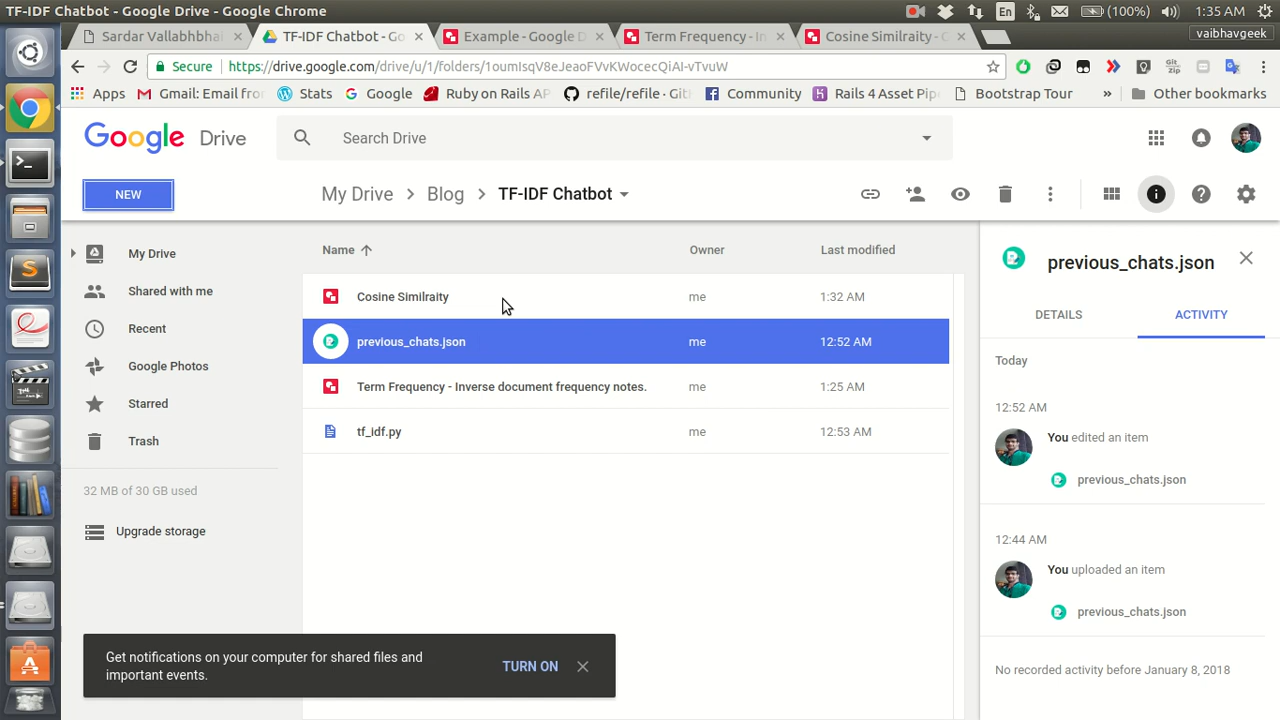 TF-IDF Chatbot - Google Drive - Google Chrome
En
(100%)
1:35 AM
Sardar Vallabhbhai
TF-IDF Chatbot - Go
Example - Google D
Term Frequency - In
Cosine Similraity - G
vaibhavgeek
Secure
https://drive.google.com/drive/u/1/folders/1oumIsqV8eJeaoFVvKWocecQiAI-vTvuW
Git
Zip
Apps
Gmail: Email fro
Stats
Google
Ruby on Rails AP
refile/refile · Git
Community
Rails 4 Asset Pip
Bootstrap Tour
»
Other bookmarks
Google Drive
Search Drive
NEW
My Drive > Blog > TF-IDF Chatbot
My Drive
Shared with me
Recent
Google Photos
Starred
Trash
32 MB of 30 GB used
Upgrade storage
Name Owner Last modified
Cosine Similraity me 1:32 AM
previous_chats.json me 12:52 AM
Term Frequency - Inverse document frequency notes. me 1:25 AM
tf_idf.py me 12:53 AM
previous_chats.json
DETAILS ACTIVITY
Today
12:52 AM
You edited an item
previous_chats.json
12:44 AM
You uploaded an item
previous_chats.json
No recorded activity before January 8, 2018
Get notifications on your computer for shared files and
important events.
TURN ON